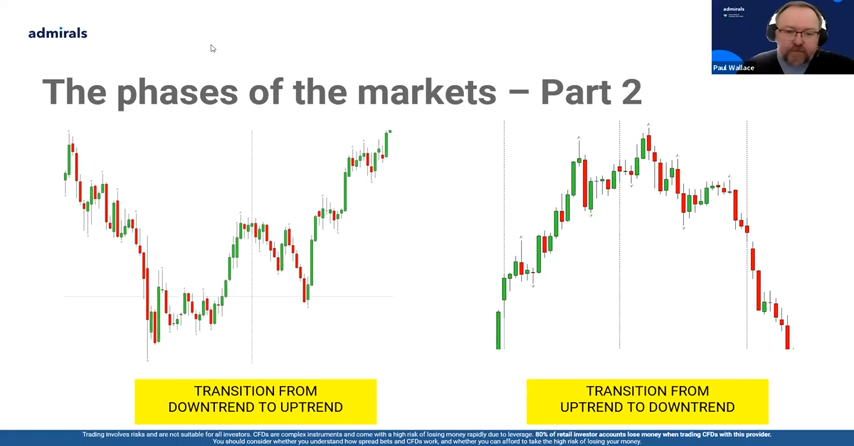 admirals
admirals
Paul Wallace
The phases of the markets – Part 2
TRANSITION FROM
DOWNTREND TO UPTREND
TRANSITION FROM
UPTREND TO DOWNTREND
Trading involves risks and are not suitable for all investors. CFDs are complex instruments and come with a high risk of losing money rapidly due to leverage. 80% of retail investor accounts lose money when trading CFDs with this provider.
You should consider whether you understand how spread bets and CFDs work, and whether you can afford to take the high risk of losing your money.